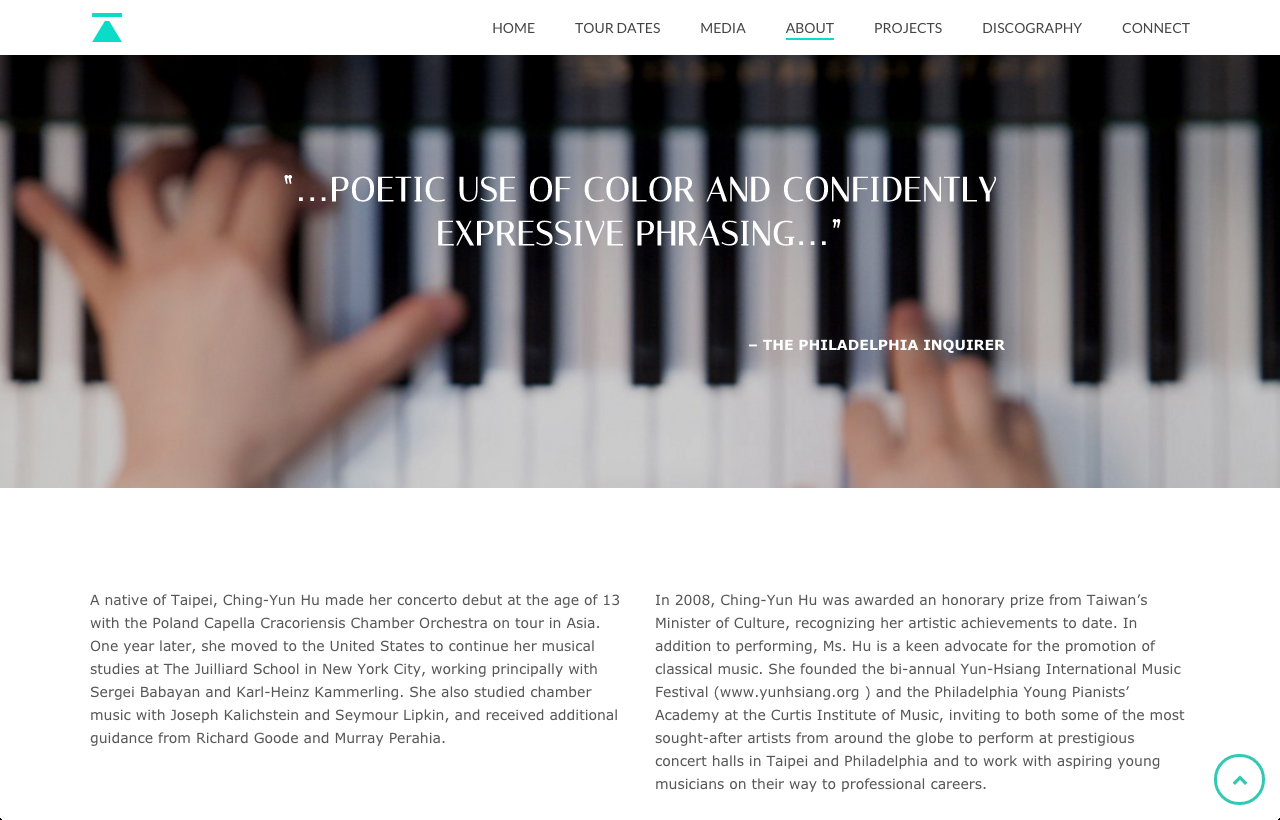 HOME
TOUR DATES
MEDIA
ABOUT
PROJECTS
DISCOGRAPHY
CONNECT
"...POETIC USE OF COLOR AND CONFIDENTLY
EXPRESSIVE PHRASING..."
– THE PHILADELPHIA INQUIRER
A native of Taipei, Ching-Yun Hu made her concerto debut at the age of 13
with the Poland Capella Cracoriensis Chamber Orchestra on tour in Asia.
One year later, she moved to the United States to continue her musical
studies at The Juilliard School in New York City, working principally with
Sergei Babayan and Karl-Heinz Kammerling. She also studied chamber
music with Joseph Kalichstein and Seymour Lipkin, and received additional
guidance from Richard Goode and Murray Perahia.
In 2008, Ching-Yun Hu was awarded an honorary prize from Taiwan’s
Minister of Culture, recognizing her artistic achievements to date. In
addition to performing, Ms. Hu is a keen advocate for the promotion of
classical music. She founded the bi-annual Yun-Hsiang International Music
Festival (www.yunhsiang.org ) and the Philadelphia Young Pianists’
Academy at the Curtis Institute of Music, inviting to both some of the most
sought-after artists from around the globe to perform at prestigious
concert halls in Taipei and Philadelphia and to work with aspiring young
musicians on their way to professional careers.